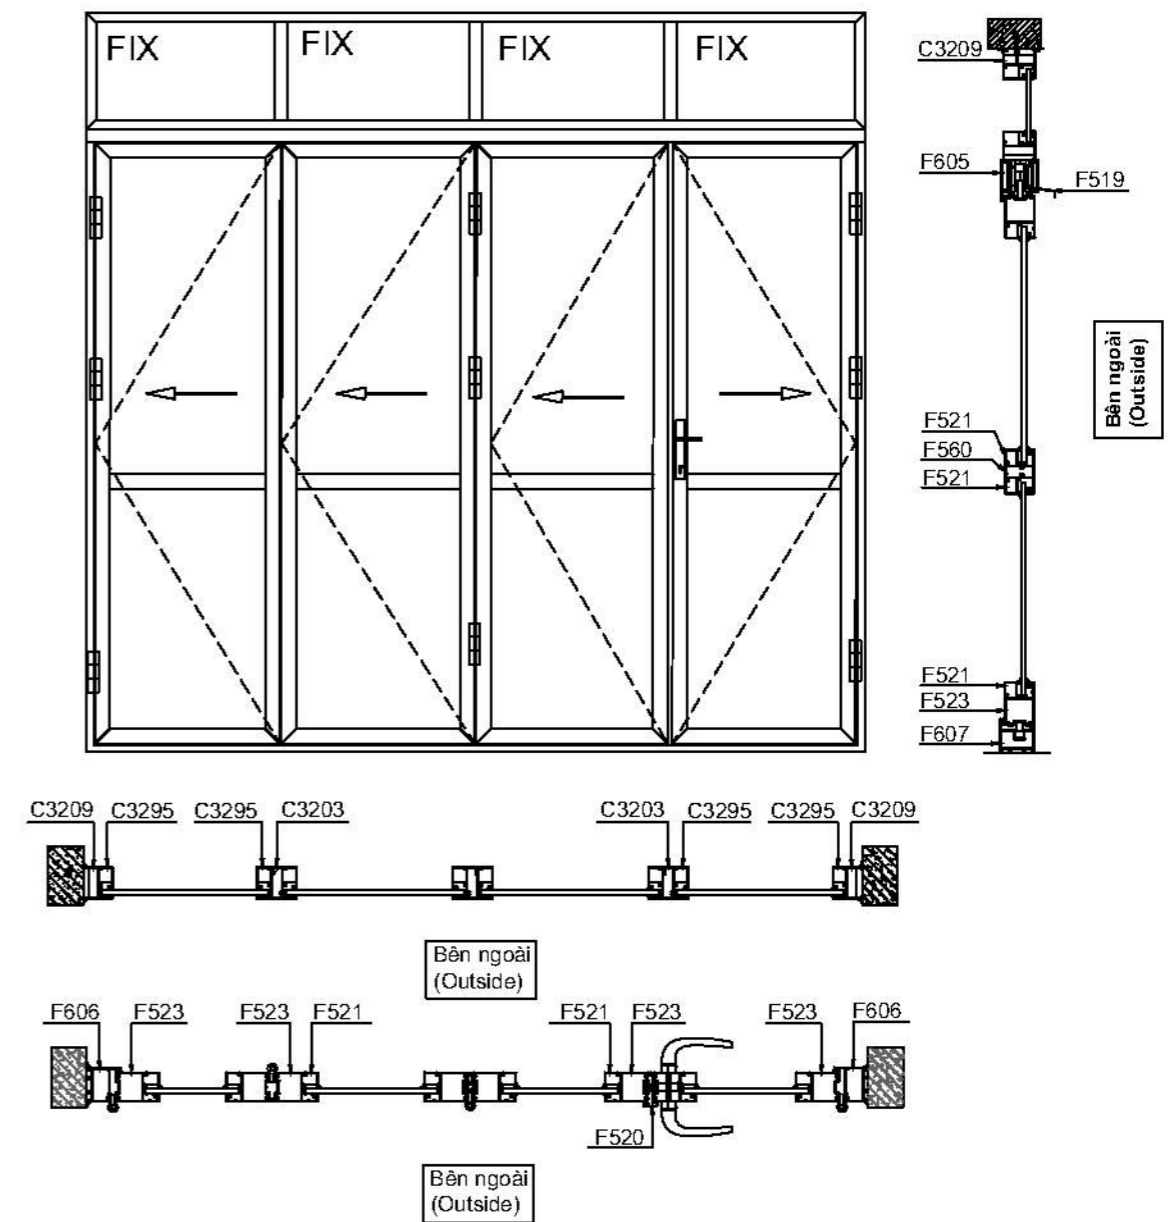 FIX
FIX
FIX
FIX
C3209
F605
F519
Bên ngoài
(Outside)
F521
F560
F521
F521
F523
F607
C3209
C3295
C3295
C3203
C3203
C3295
C3295
C3209
Bên ngoài
(Outside)
F606
F523
F523
F521
F521
F523
F523
F606
F520
Bên ngoài
(Outside)